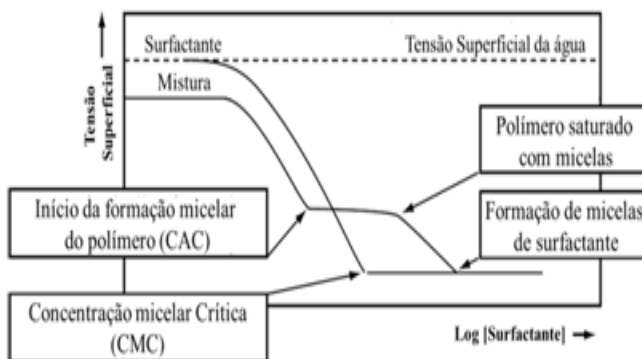 Tensão
Superficial
Surfactante
Tensão Superficial da água
Mistura
Polímero saturado
com micelas
Início da formação micelar
do polímero (CAC)
Formação de micelas
de surfactante
Concentração micelar Crítica
(CMC)
Log [Surfactante]